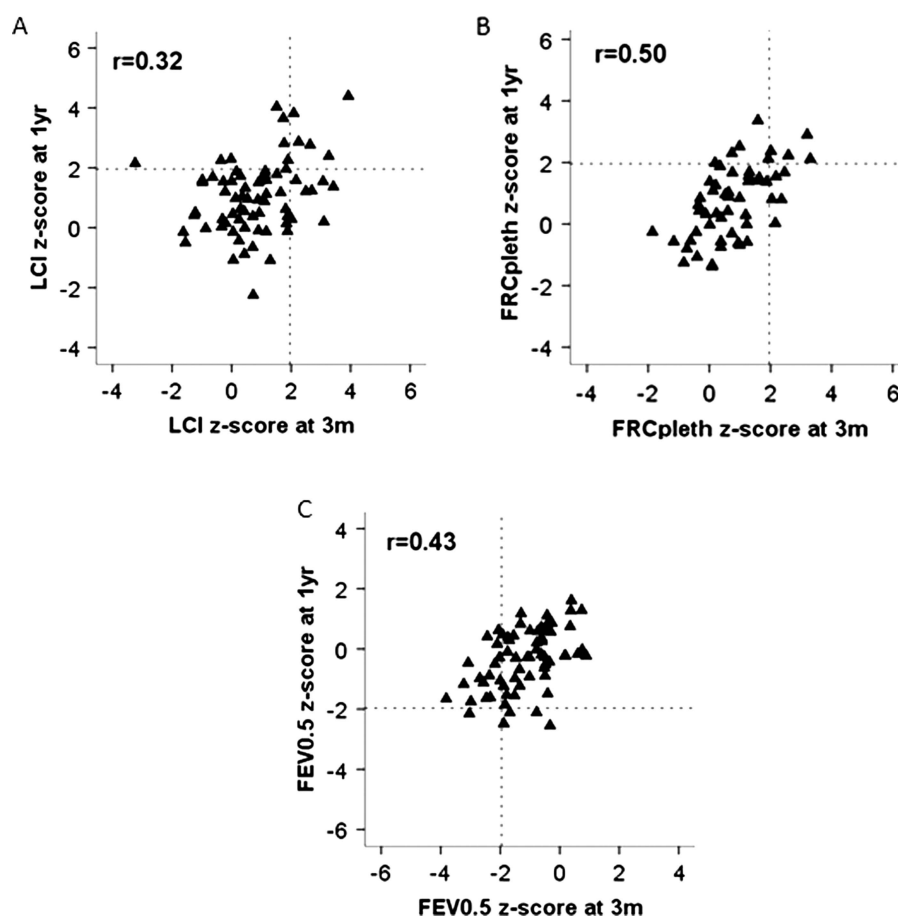 A
r=0.32
LCI z-score at 1yr
6
4
2
0
-2
-4
-4 -2 0 2 4 6
LCI z-score at 3m
B
r=0.50
FRCpleth z-score at 1yr
6
4
2
0
-2
-4
-4 -2 0 2 4 6
FRCpleth z-score at 3m
C
r=0.43
FEV0.5 z-score at 1yr
4
2
0
-2
-4
-6
-6 -4 -2 0 2 4
FEV0.5 z-score at 3m